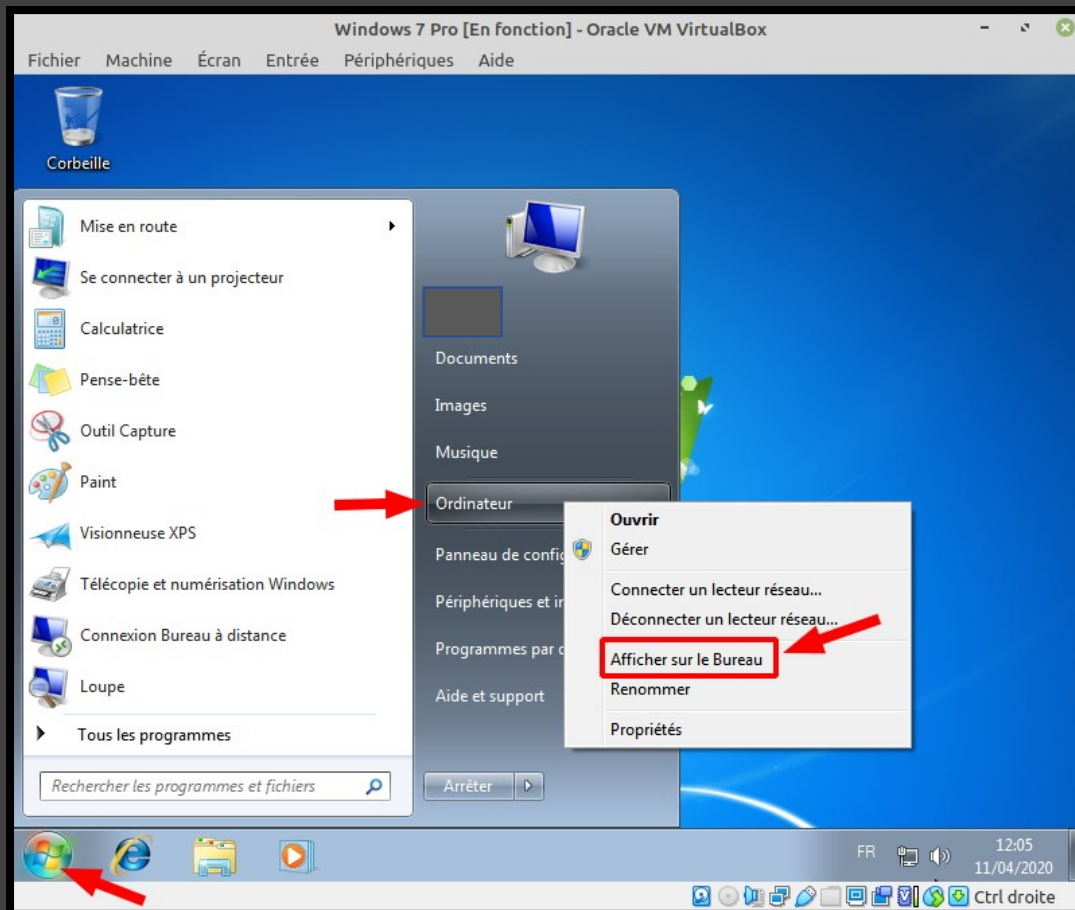 Windows 7 Pro [En fonction] - Oracle VM VirtualBox
Fichier Machine Écran Entrée Périphériques Aide
Corbeille
Mise en route
Se connecter à un projecteur
Calculatrice
Pense-bête
Outil Capture
Paint
Visionneuse XPS
Télécopie et numérisation Windows
Connexion Bureau à distance
Loupe
Tous les programmes
Rechercher les programmes et fichiers
Documents
Images
Musique
Ordinateur
Panneau de config
Périphériques et in
Programmes par d
Aide et support
Arrêter
Ouvrir
Gérer
Connecter un lecteur réseau...
Déconnecter un lecteur réseau...
Afficher sur le Bureau
Renommer
Propriétés
FR
12:05
11/04/2020
Ctrl droite